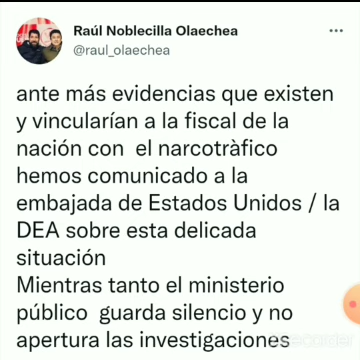 Raúl Noblecilla Olaechea
@raul_olaechea
ante más evidencias que existen
y vincularían a la fiscal de la
nación con el narcotràfico
hemos comunicado a la
embajada de Estados Unidos / la
DEA sobre esta delicada
situación
Mientras tanto el ministerio
público guarda silencio y no
apertura las investigaciones